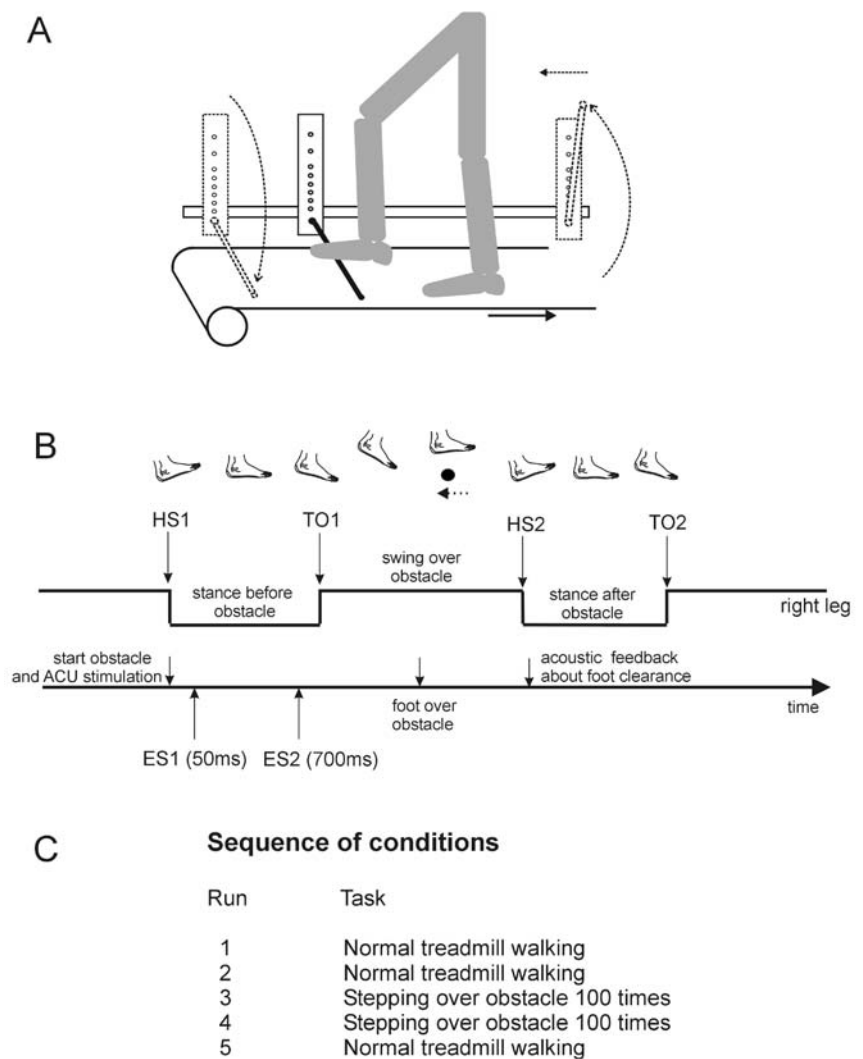 A
B
HS1
TO1
HS2
TO2
swing over
obstacle
stance before
obstacle
stance after
obstacle
right leg
start obstacle
and ACU stimulation
acoustic feedback
about foot clearance
foot over
obstacle
time
ES1 (50ms)
ES2 (700ms)
C
Sequence of conditions
Run Task
1 Normal treadmill walking
2 Normal treadmill walking
3 Stepping over obstacle 100 times
4 Stepping over obstacle 100 times
5 Normal treadmill walking